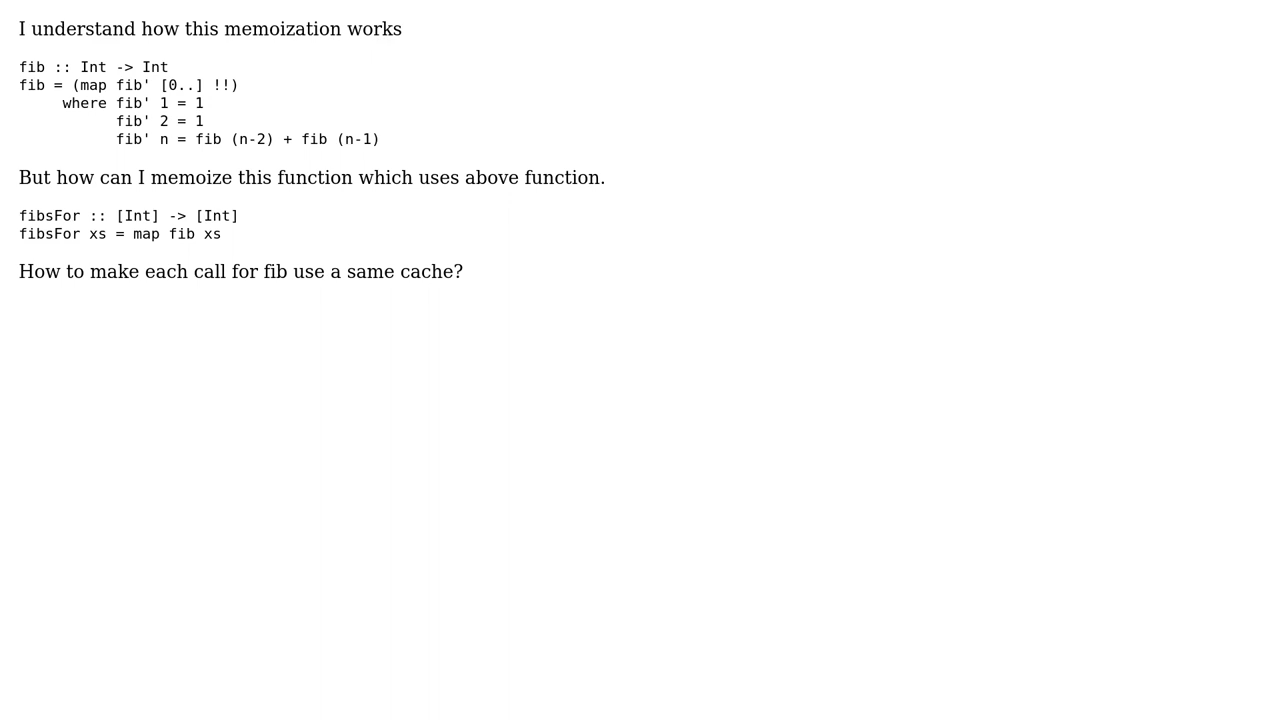 I understand how this memoization works
fib :: Int -> Int
fib = (map fib' [0..] !!)
     where fib' 1 = 1
           fib' 2 = 1
           fib' n = fib (n-2) + fib (n-1)
But how can I memoize this function which uses above function.
fibsFor :: [Int] -> [Int]
fibsFor xs = map fib xs
How to make each call for fib use a same cache?